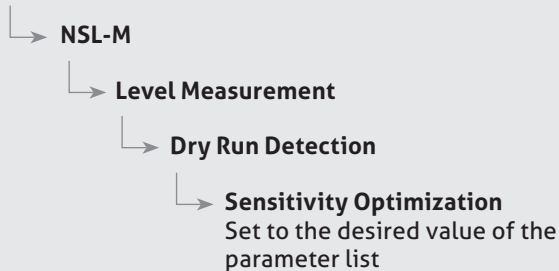 NSL-M
Level Measurement
Dry Run Detection
Sensitivity Optimization
Set to the desired value of the
parameter list